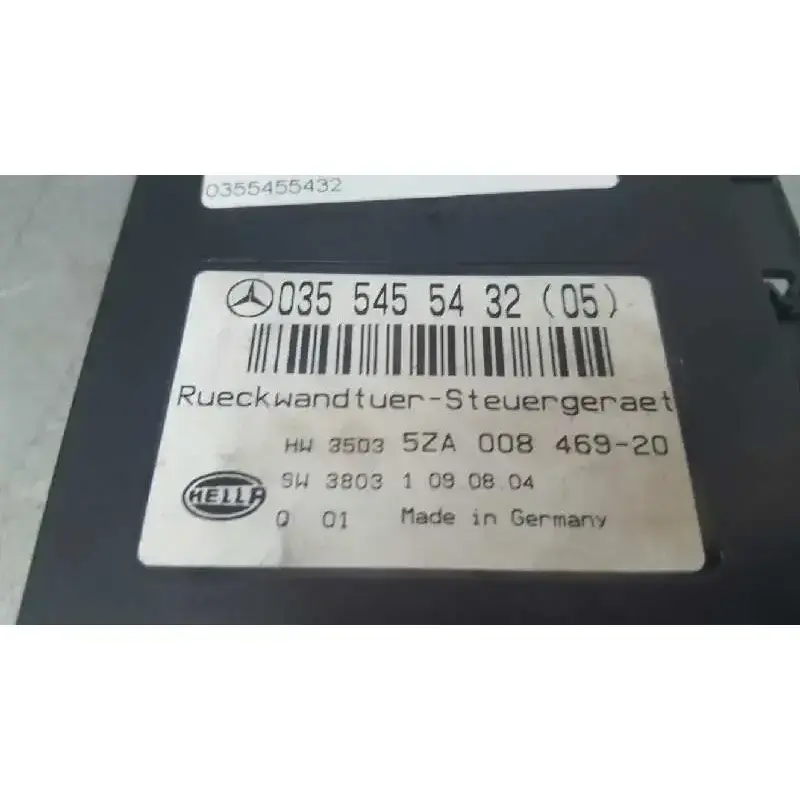 0355455432
035 545 54 32 (05)
Rueckwandtuer-Steuergeraet
HW 3503 5ZA 008 469-20
HELLA
SW 3803 1 09.08.04
Q 01 Made in Germany